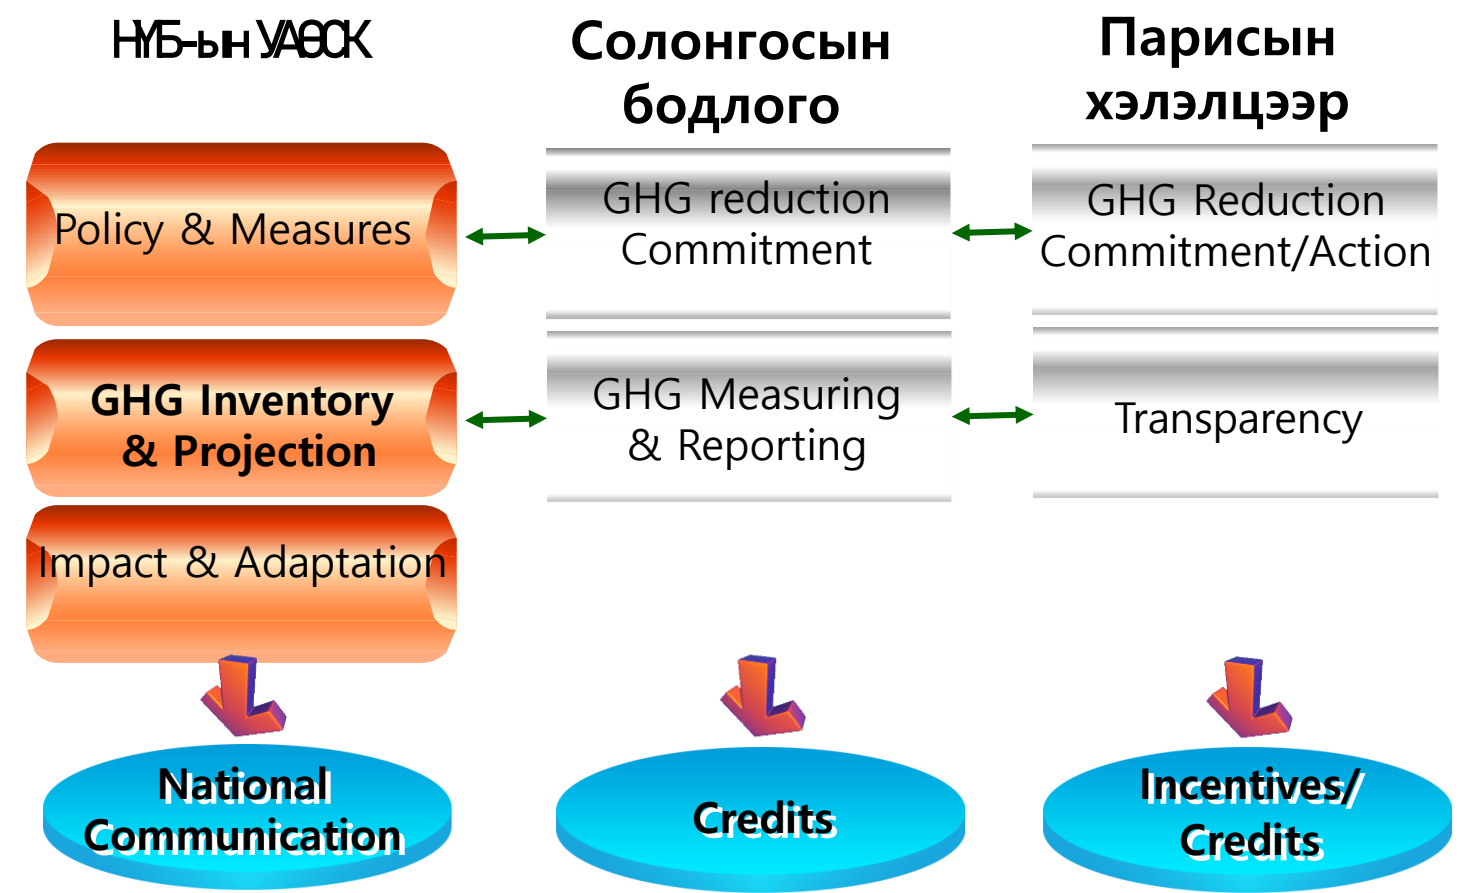 НҮБ-ын УАӨСК
Солонгосын
бодлого
Парисын
хэлэлцээр
Policy & Measures
GHG reduction
Commitment
GHG Reduction
Commitment/Action
GHG Inventory
& Projection
GHG Measuring
& Reporting
Transparency
Impact & Adaptation
National
Communication
Credits
Incentives/
Credits